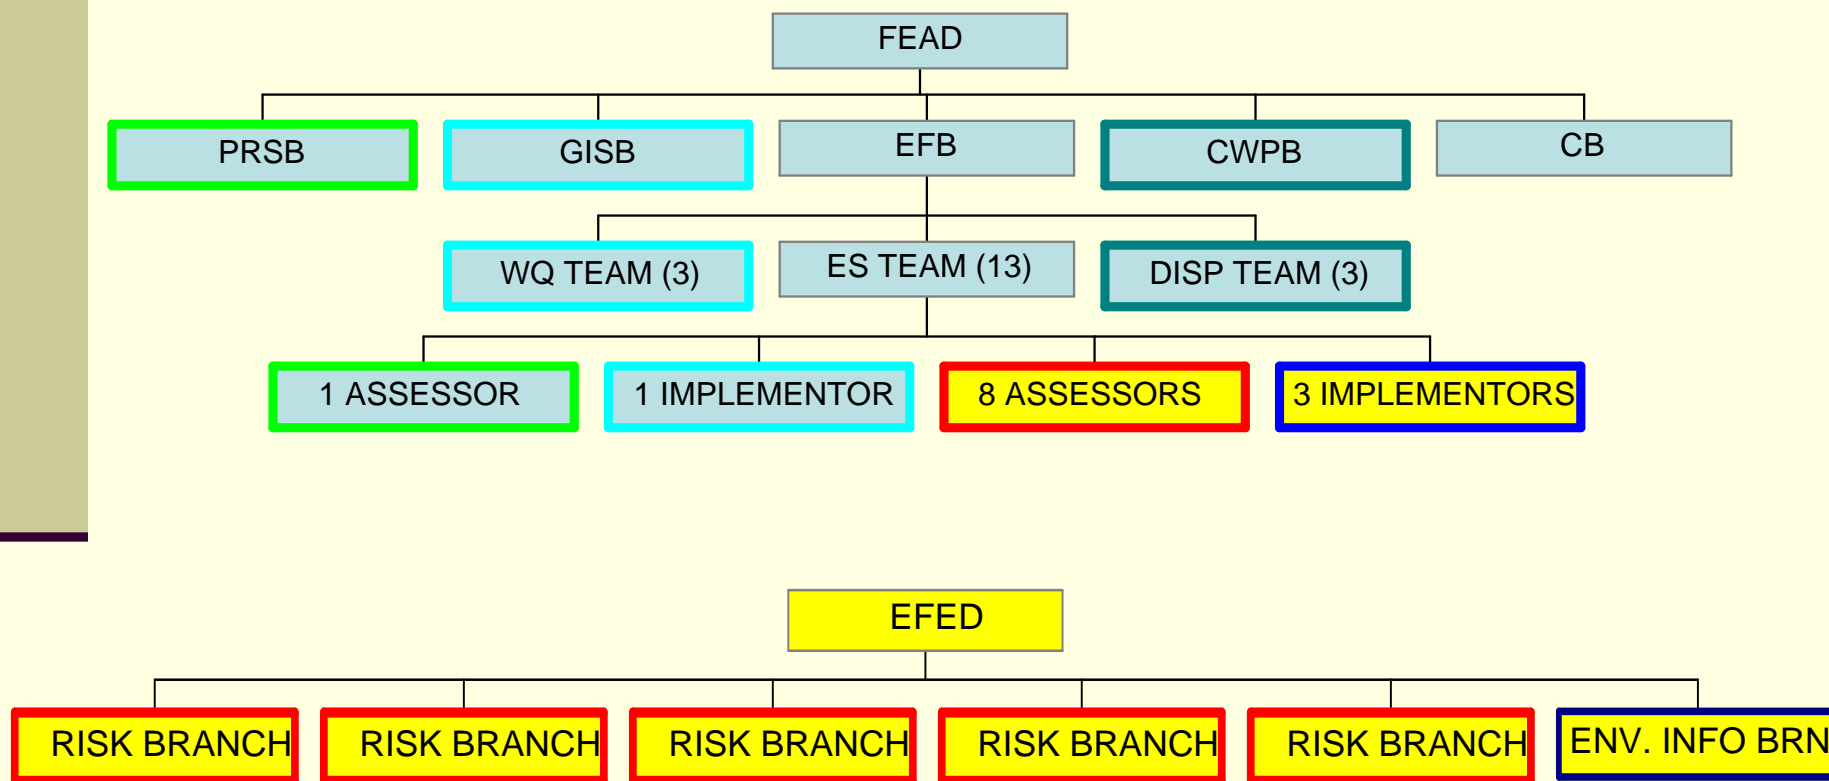 FEAD
PRSB
GISB
EFB
CWPB
CB
WQ TEAM (3)
ES TEAM (13)
DISP TEAM (3)
1 ASSESSOR
1 IMPLEMENTOR
8 ASSESSORS
3 IMPLEMENTORS
EFED
RISK BRANCH
RISK BRANCH
RISK BRANCH
RISK BRANCH
RISK BRANCH
ENV. INFO BRN